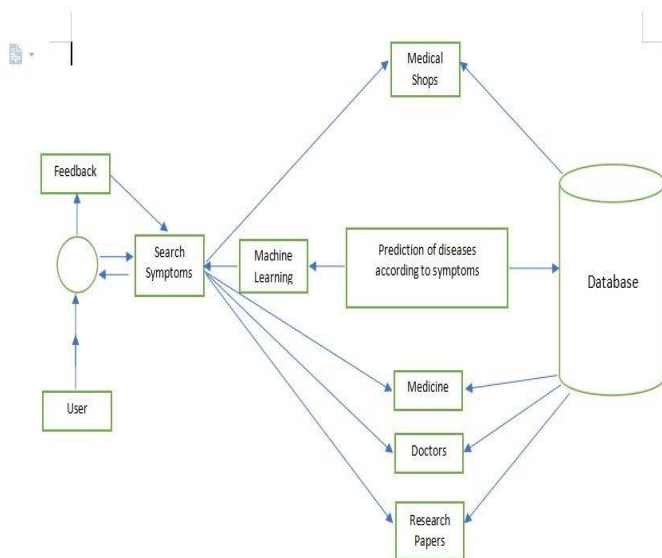 Medical
Shops
Feedback
Search
Symptoms
Machine
Learning
Prediction of diseases
according to symptoms
Database
Medicine
User
Doctors
Research
Papers